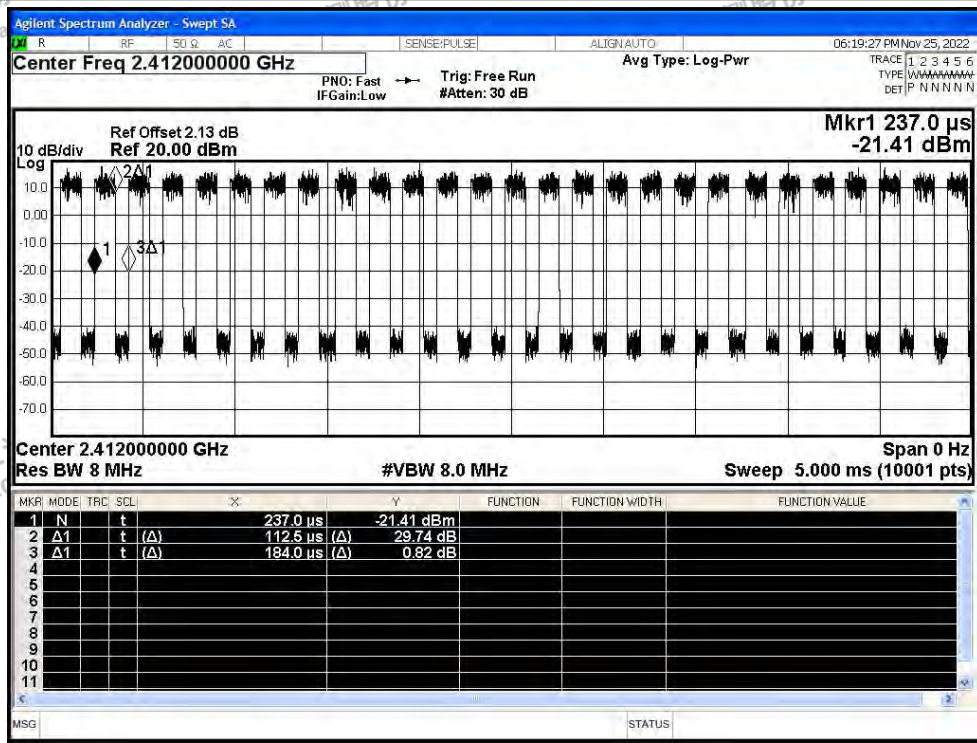 Agilent Spectrum Analyzer - Swept SA
LXI R RF 50 Ω AC SENSE:PULSE ALIGNAUTO 06:19:27 PM Nov 25, 2022
Center Freq 2.412000000 GHz
PNO: Fast
IFGain:Low
Trig: Free Run
#Atten: 30 dB
Avg Type: Log-Pwr
TRACE 1 2 3 4 5 6
TYPE WWWWWW
DET P N N N N N
Mkr1 237.0 µs
-21.41 dBm
Ref Offset 2.13 dB
10 dB/div Ref 20.00 dBm
Log
10.0
0.00
-10.0
-20.0
-30.0
-40.0
-50.0
-60.0
-70.0
2Δ1
1
3Δ1
Center 2.412000000 GHz Span 0 Hz
Res BW 8 MHz #VBW 8.0 MHz Sweep 5.000 ms (10001 pts)
MKR MODE TRC SCL X Y FUNCTION FUNCTION WIDTH FUNCTION VALUE
1 N t 237.0 µs -21.41 dBm
2 Δ1 t (Δ) 112.5 µs (Δ) 29.74 dB
3 Δ1 t (Δ) 184.0 µs (Δ) 0.82 dB
4
5
6
7
8
9
10
11
MSG STATUS